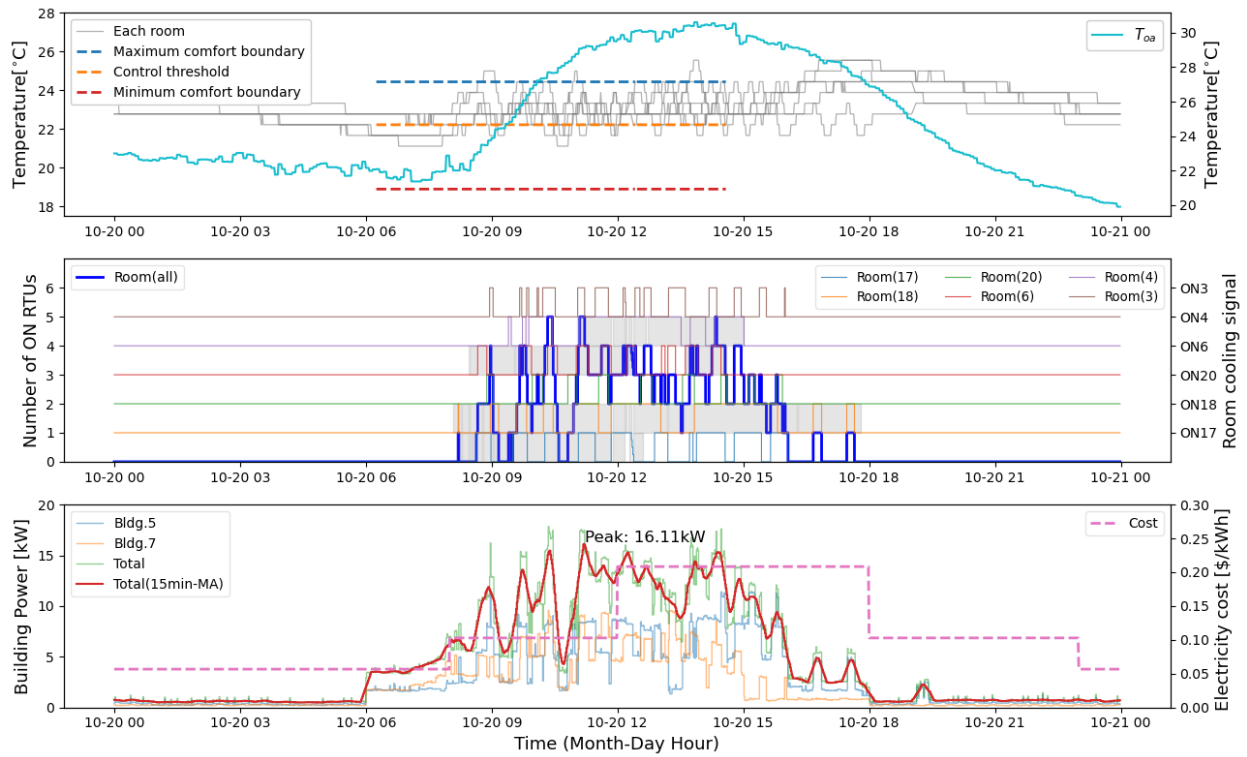 28
26
24
22
20
18
Temperature[°C]
Each room
Maximum comfort boundary
Control threshold
Minimum comfort boundary
T_oa
30
28
26
24
22
20
Temperature[°C]
10-20 00
10-20 03
10-20 06
10-20 09
10-20 12
10-20 15
10-20 18
10-20 21
10-21 00
6
5
4
3
2
1
0
Number of ON RTUs
Room(all)
Room(17)
Room(20)
Room(4)
Room(18)
Room(6)
Room(3)
ON3
ON4
ON6
ON20
ON18
ON17
Room cooling signal
10-20 00
10-20 03
10-20 06
10-20 09
10-20 12
10-20 15
10-20 18
10-20 21
10-21 00
20
15
10
5
0
Building Power [kW]
Bldg.5
Bldg.7
Total
Total(15min-MA)
Peak: 16.11kW
Cost
0.30
0.25
0.20
0.15
0.10
0.05
0.00
Electricity cost [$/kWh]
10-20 00
10-20 03
10-20 06
10-20 09
10-20 12
10-20 15
10-20 18
10-20 21
10-21 00
Time (Month-Day Hour)